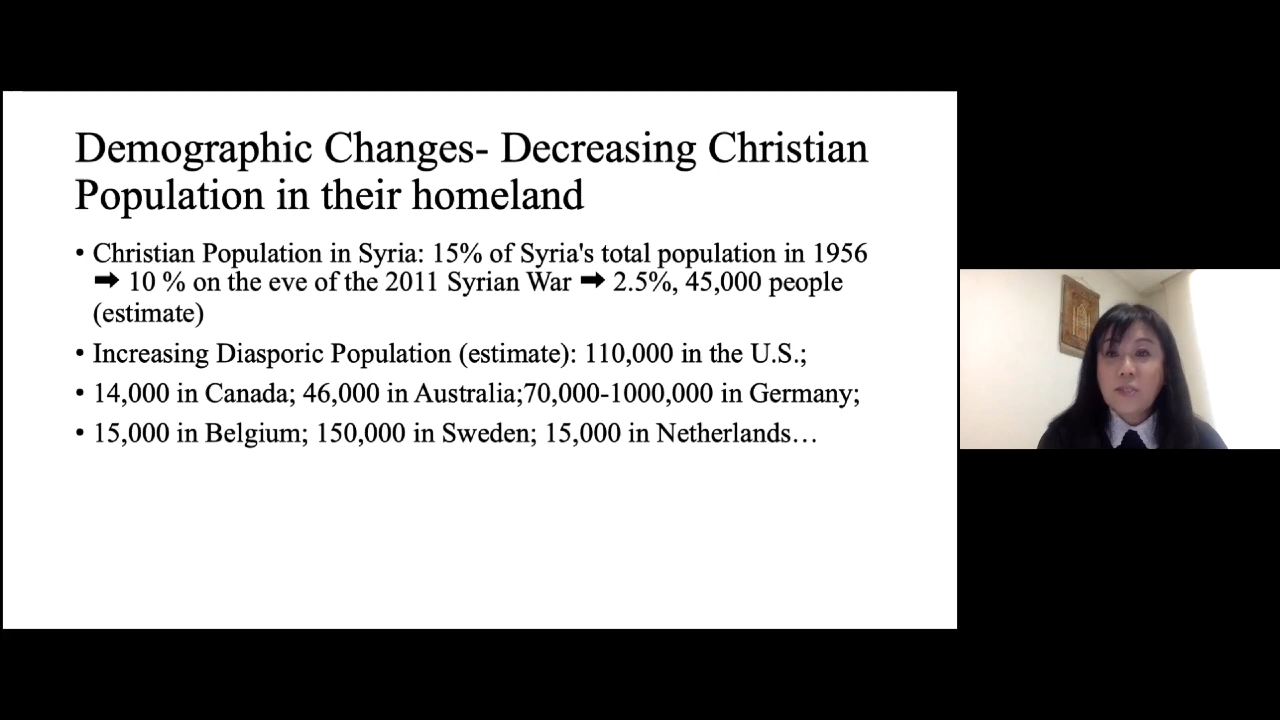 Demographic Changes- Decreasing Christian
Population in their homeland
• Christian Population in Syria: 15% of Syria's total population in 1956
➡ 10 % on the eve of the 2011 Syrian War ➡ 2.5%, 45,000 people
(estimate)
• Increasing Diasporic Population (estimate): 110,000 in the U.S.;
• 14,000 in Canada; 46,000 in Australia;70,000-1000,000 in Germany;
• 15,000 in Belgium; 150,000 in Sweden; 15,000 in Netherlands…